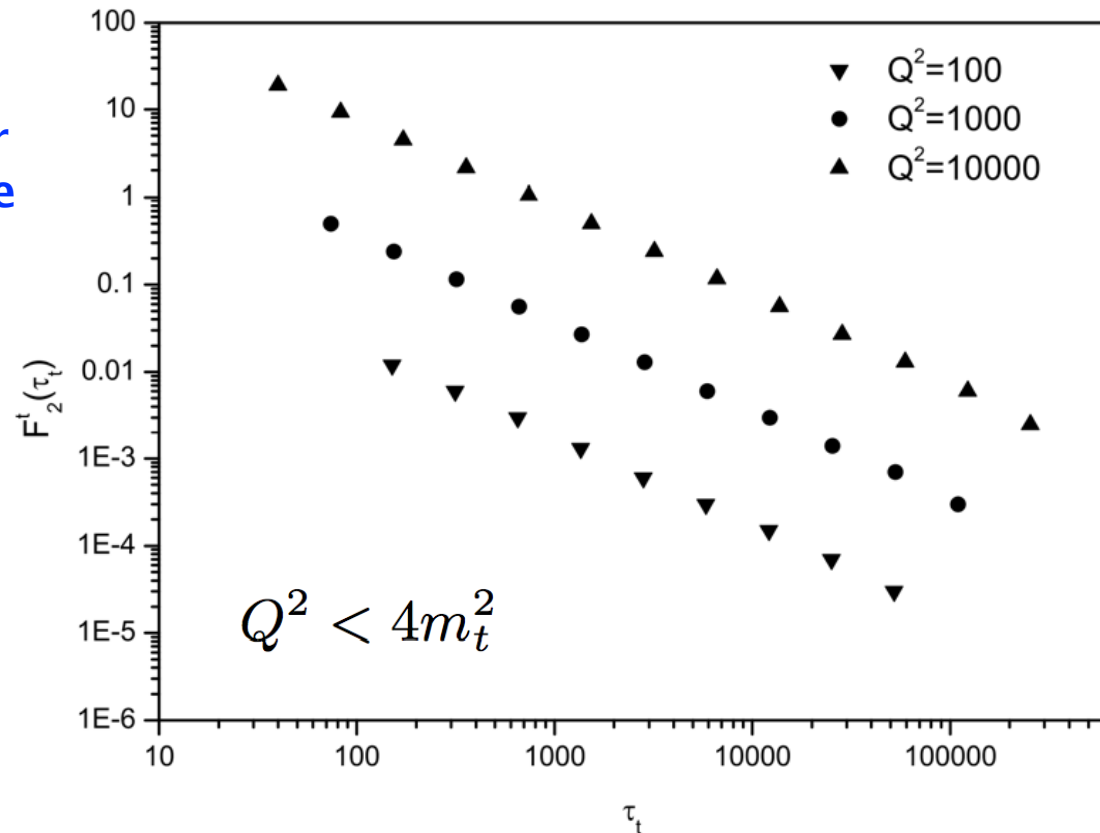 100
10
1
0.1
0.01
1E-3
1E-4
1E-5
1E-6
r
e
F^t_2(τ_t)
Q^2=100
Q^2=1000
Q^2=10000
Q^2 < 4m_t^2
10 100 1000 10000 100000
τ_t